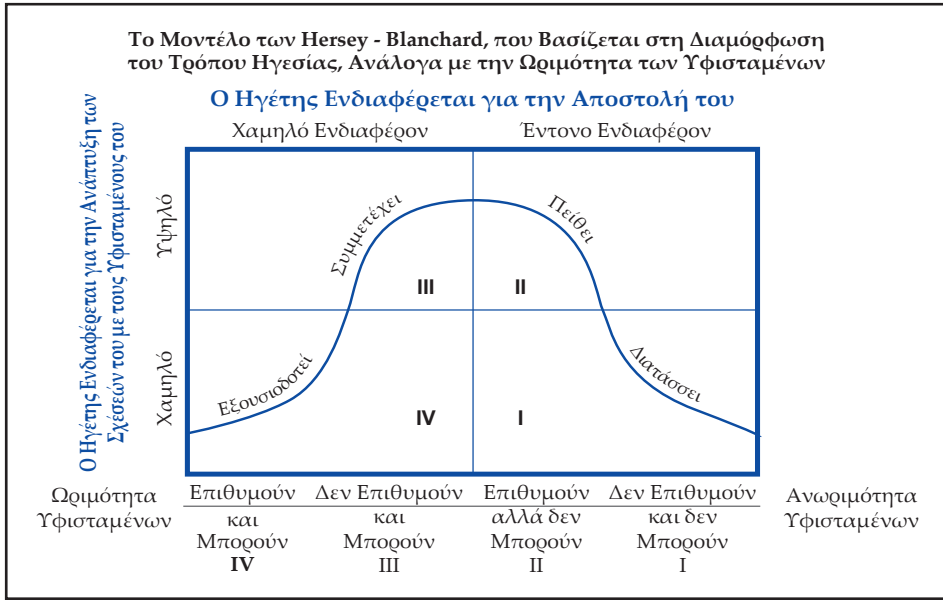 Το Μοντέλο των Hersey - Blanchard, που Βασίζεται στη Διαμόρφωση
του Τρόπου Ηγεσίας, Ανάλογα με την Ωριμότητα των Υφισταμένων
Ο Ηγέτης Ενδιαφέρεται για την Αποστολή του
Χαμηλό Ενδιαφέρον
Έντονο Ενδιαφέρον
Ο Ηγέτης Ενδιαφέρεται για την Ανάπτυξη των
Σχέσεών του με τους Υφισταμένους του
Υψηλό
Χαμηλό
Συμμετέχει
Πείθει
III
II
Εξουσιοδοτεί
Διατάσσει
IV
I
Ωριμότητα
Υφισταμένων
Επιθυμούν
και
Μπορούν
IV
Δεν Επιθυμούν
και
Μπορούν
III
Επιθυμούν
αλλά δεν
Μπορούν
II
Δεν Επιθυμούν
και δεν
Μπορούν
I
Ανωριμότητα
Υφισταμένων